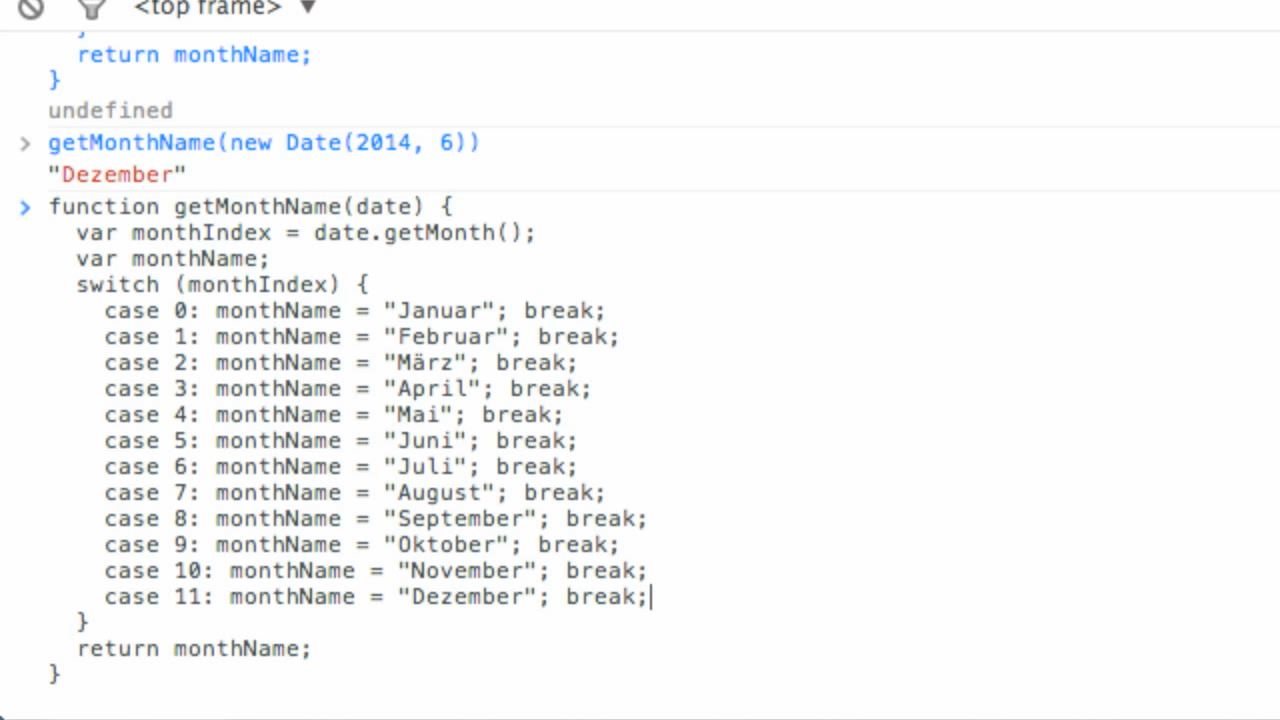 <top frame> ▼
}
return monthName;
}
undefined
> getMonthName(new Date(2014, 6))
"Dezember"
> function getMonthName(date) {
var monthIndex = date.getMonth();
var monthName;
switch (monthIndex) {
case 0: monthName = "Januar"; break;
case 1: monthName = "Februar"; break;
case 2: monthName = "März"; break;
case 3: monthName = "April"; break;
case 4: monthName = "Mai"; break;
case 5: monthName = "Juni"; break;
case 6: monthName = "Juli"; break;
case 7: monthName = "August"; break;
case 8: monthName = "September"; break;
case 9: monthName = "Oktober"; break;
case 10: monthName = "November"; break;
case 11: monthName = "Dezember"; break;
}
return monthName;
}